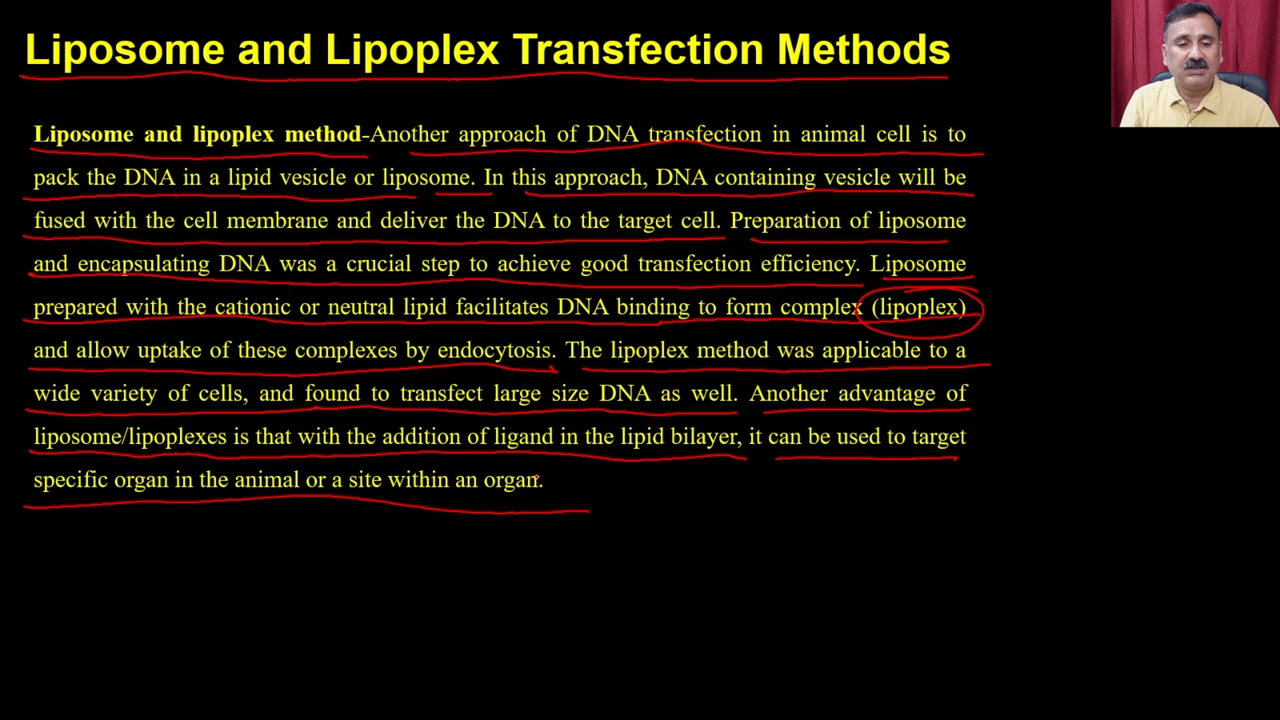 Liposome and Lipoplex Transfection Methods
Liposome and lipoplex method-Another approach of DNA transfection in animal cell is to
pack the DNA in a lipid vesicle or liposome. In this approach, DNA containing vesicle will be
fused with the cell membrane and deliver the DNA to the target cell. Preparation of liposome
and encapsulating DNA was a crucial step to achieve good transfection efficiency. Liposome
prepared with the cationic or neutral lipid facilitates DNA binding to form complex (lipoplex)
and allow uptake of these complexes by endocytosis. The lipoplex method was applicable to a
wide variety of cells, and found to transfect large size DNA as well. Another advantage of
liposome/lipoplexes is that with the addition of ligand in the lipid bilayer, it can be used to target
specific organ in the animal or a site within an organ.